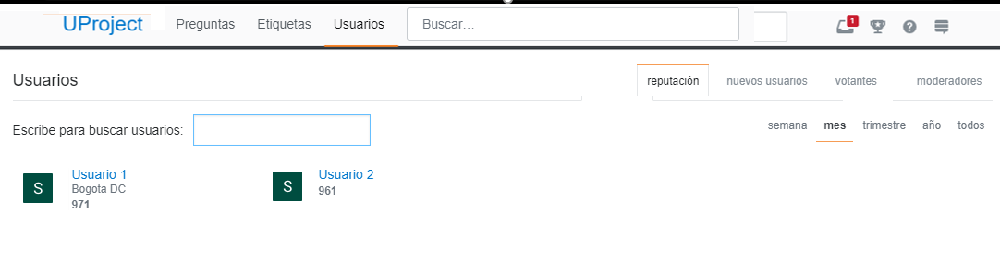 UProject Preguntas Etiquetas Usuarios Buscar... 1
Usuarios reputación nuevos usuarios votantes moderadores
Escribe para buscar usuarios: semana mes trimestre año todos
S Usuario 1 S Usuario 2
Bogota DC 961
971